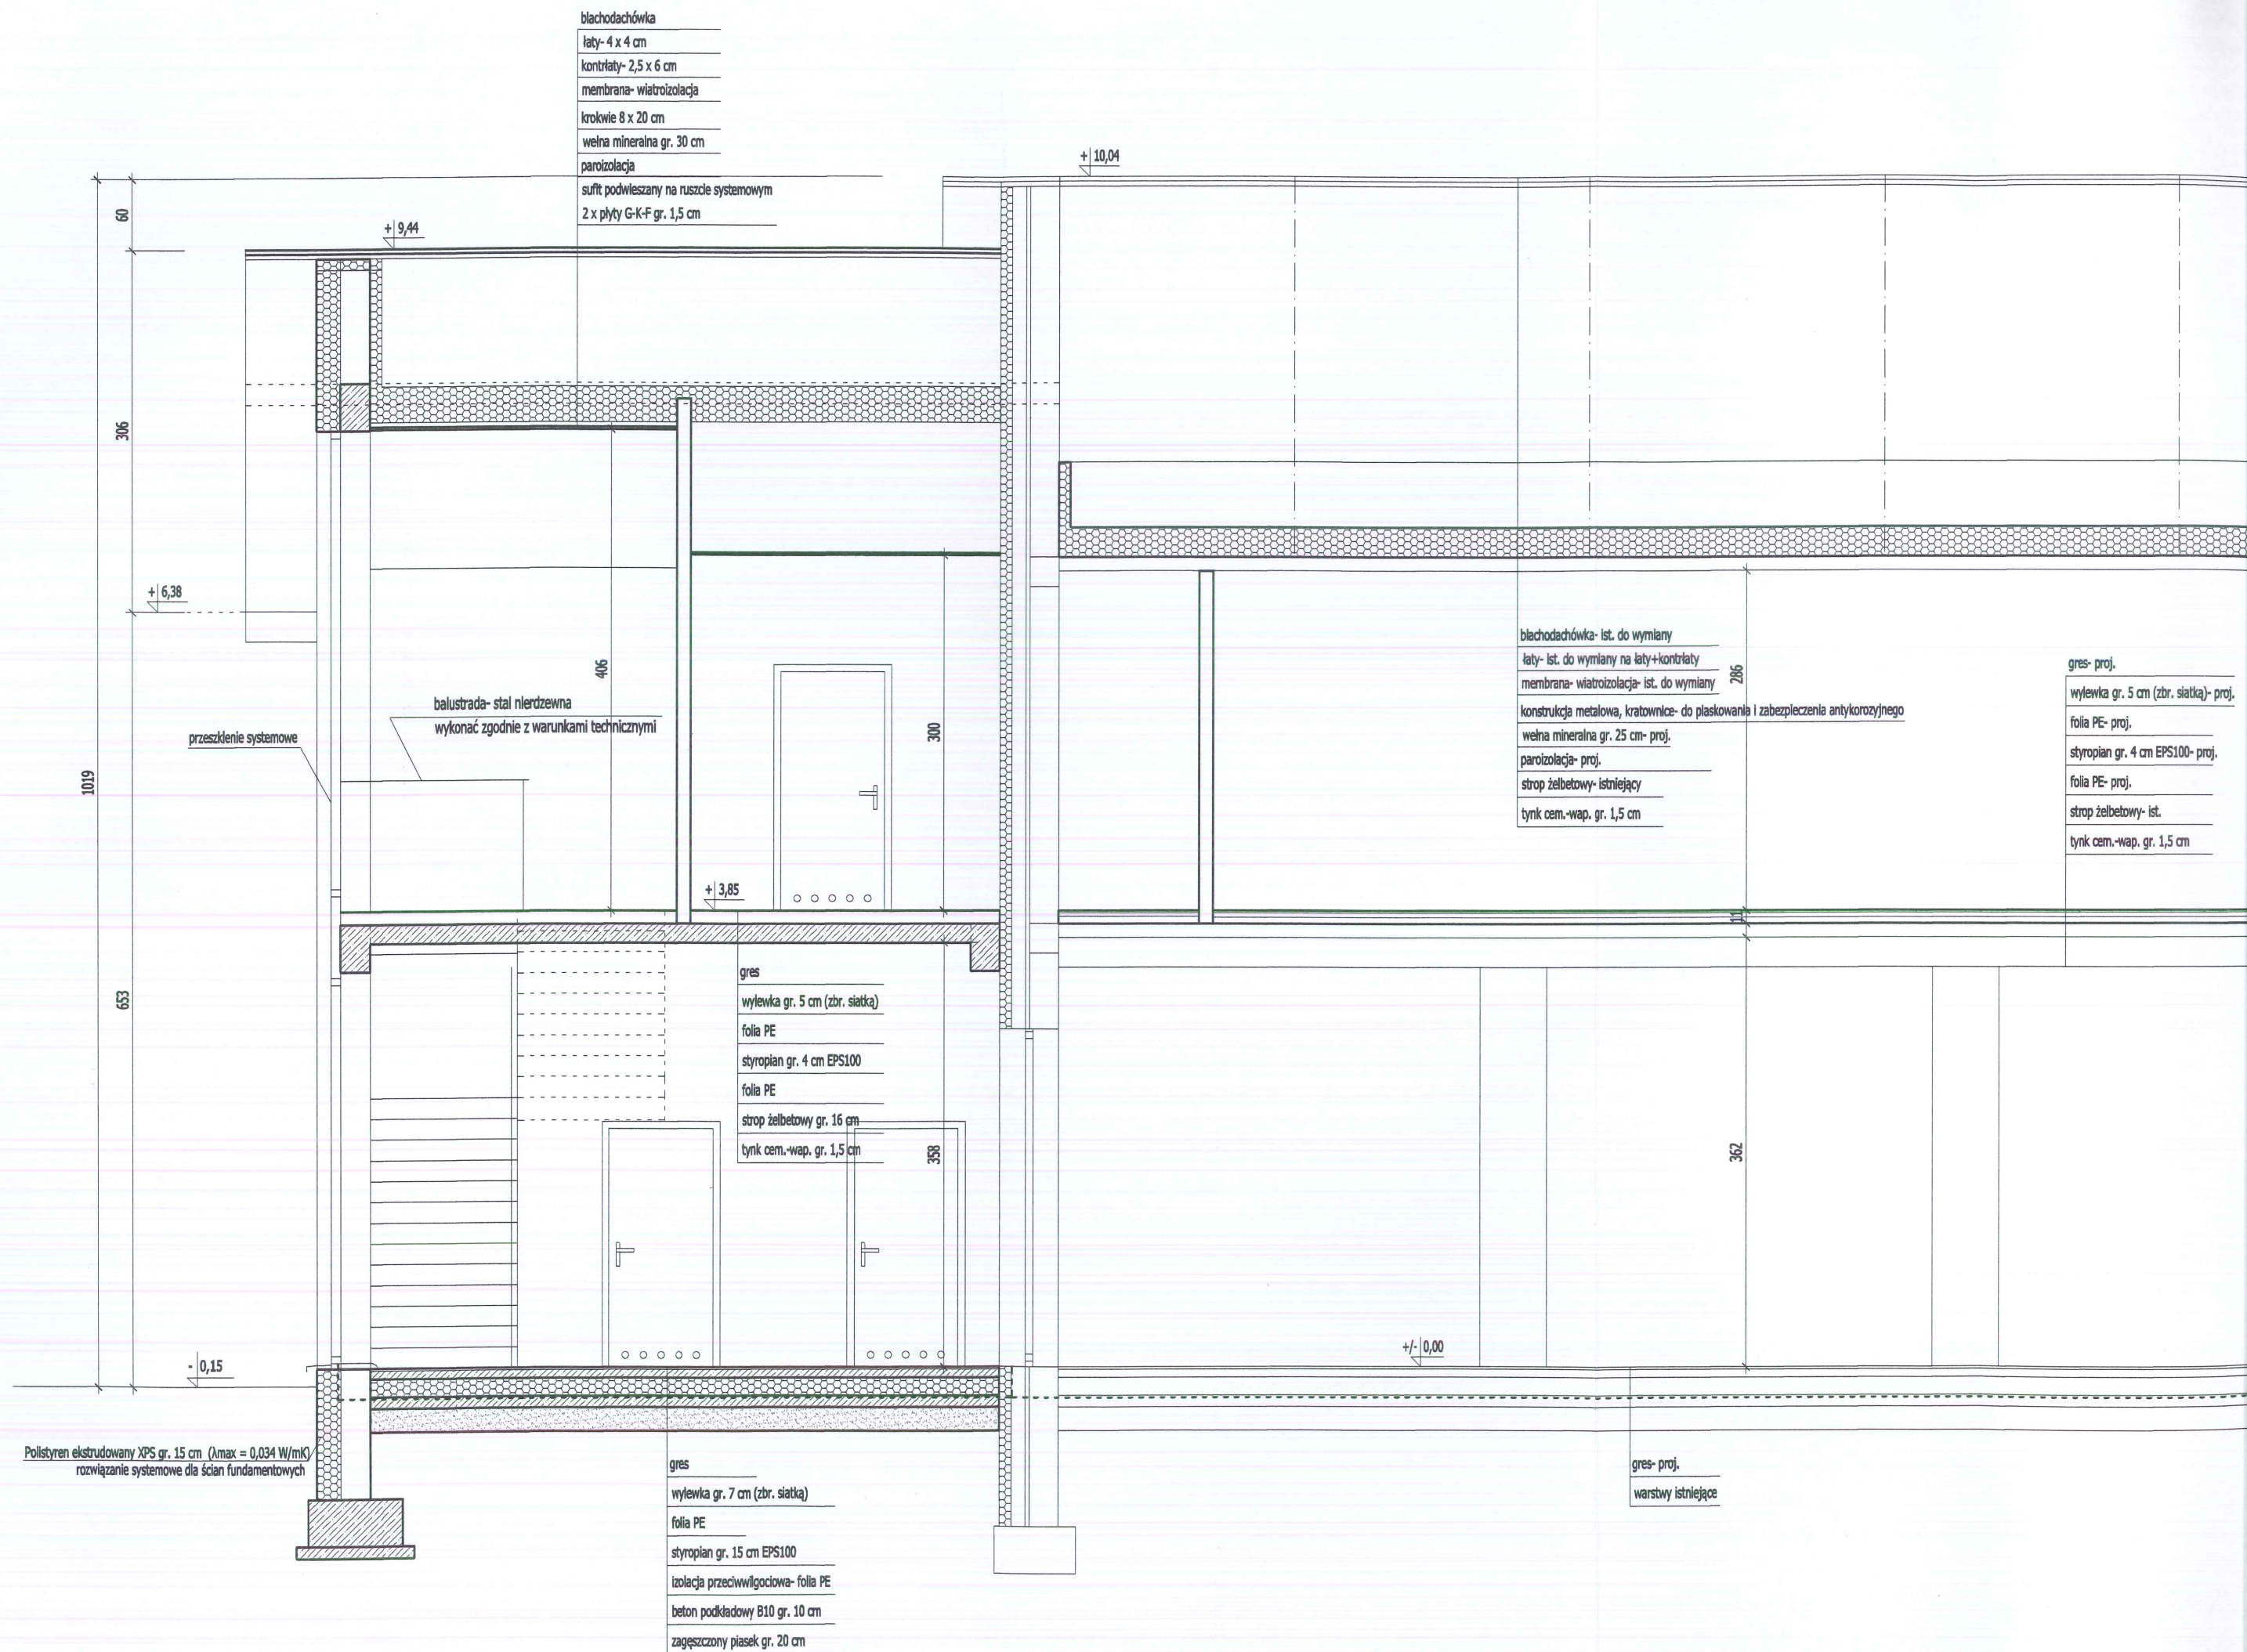 blachodachówka
łaty- 4 x 4 cm
kontrłaty- 2,5 x 6 cm
membrana- wiatroizolacja
krokwie 8 x 20 cm
wełna mineralna gr. 30 cm
paroizolacja
sufit podwieszany na ruszcie systemowym
2 x płyty G-K-F gr. 1,5 cm
+ 10,04
60
+ 9,44
306
+ 6,38
406
balustrada- stal nierdzewna
wykonać zgodnie z warunkami technicznymi
przeszklenie systemowe
300
1019
blachodachówka- ist. do wymiany
łaty- ist. do wymiany na łaty+kontrłaty
membrana- wiatroizolacja- ist. do wymiany
konstrukcja metalowa, kratownice- do piaskowania i zabezpieczenia antykorozyjnego
wełna mineralna gr. 25 cm- proj.
paroizolacja- proj.
strop żelbetowy- istniejący
tynk cem.-wap. gr. 1,5 cm
286
gres- proj.
wylewka gr. 5 cm (zbr. siatką)- proj.
folia PE- proj.
styropian gr. 4 cm EPS100- proj.
folia PE- proj.
strop żelbetowy- ist.
tynk cem.-wap. gr. 1,5 cm
+ 3,85
11
653
gres
wylewka gr. 5 cm (zbr. siatką)
folia PE
styropian gr. 4 cm EPS100
folia PE
strop żelbetowy gr. 16 cm
tynk cem.-wap. gr. 1,5 cm
358
362
+/- 0,00
- 0,15
Polistyren ekstrudowany XPS gr. 15 cm (λmax = 0,034 W/mK)
rozwiązanie systemowe dla ścian fundamentowych
gres
wylewka gr. 7 cm (zbr. siatką)
folia PE
styropian gr. 15 cm EPS100
izolacja przeciwwilgociowa- folia PE
beton podkładowy B10 gr. 10 cm
zagęszczony piasek gr. 20 cm
gres- proj.
warstwy istniejące